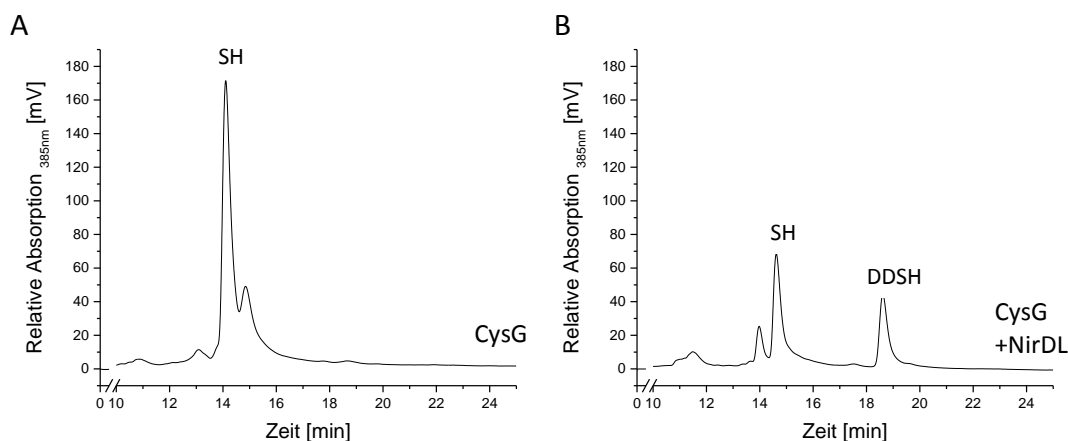 A
SH
180
160
140
120
100
80
60
40
20
0
Relative Absorption 385nm [mV]
CysG
0 10 12 14 16 18 20 22 24
Zeit [min]
B
SH
DDSH
180
160
140
120
100
80
60
40
20
0
Relative Absorption 385nm [mV]
CysG
+NirDL
0 10 12 14 16 18 20 22 24
Zeit [min]